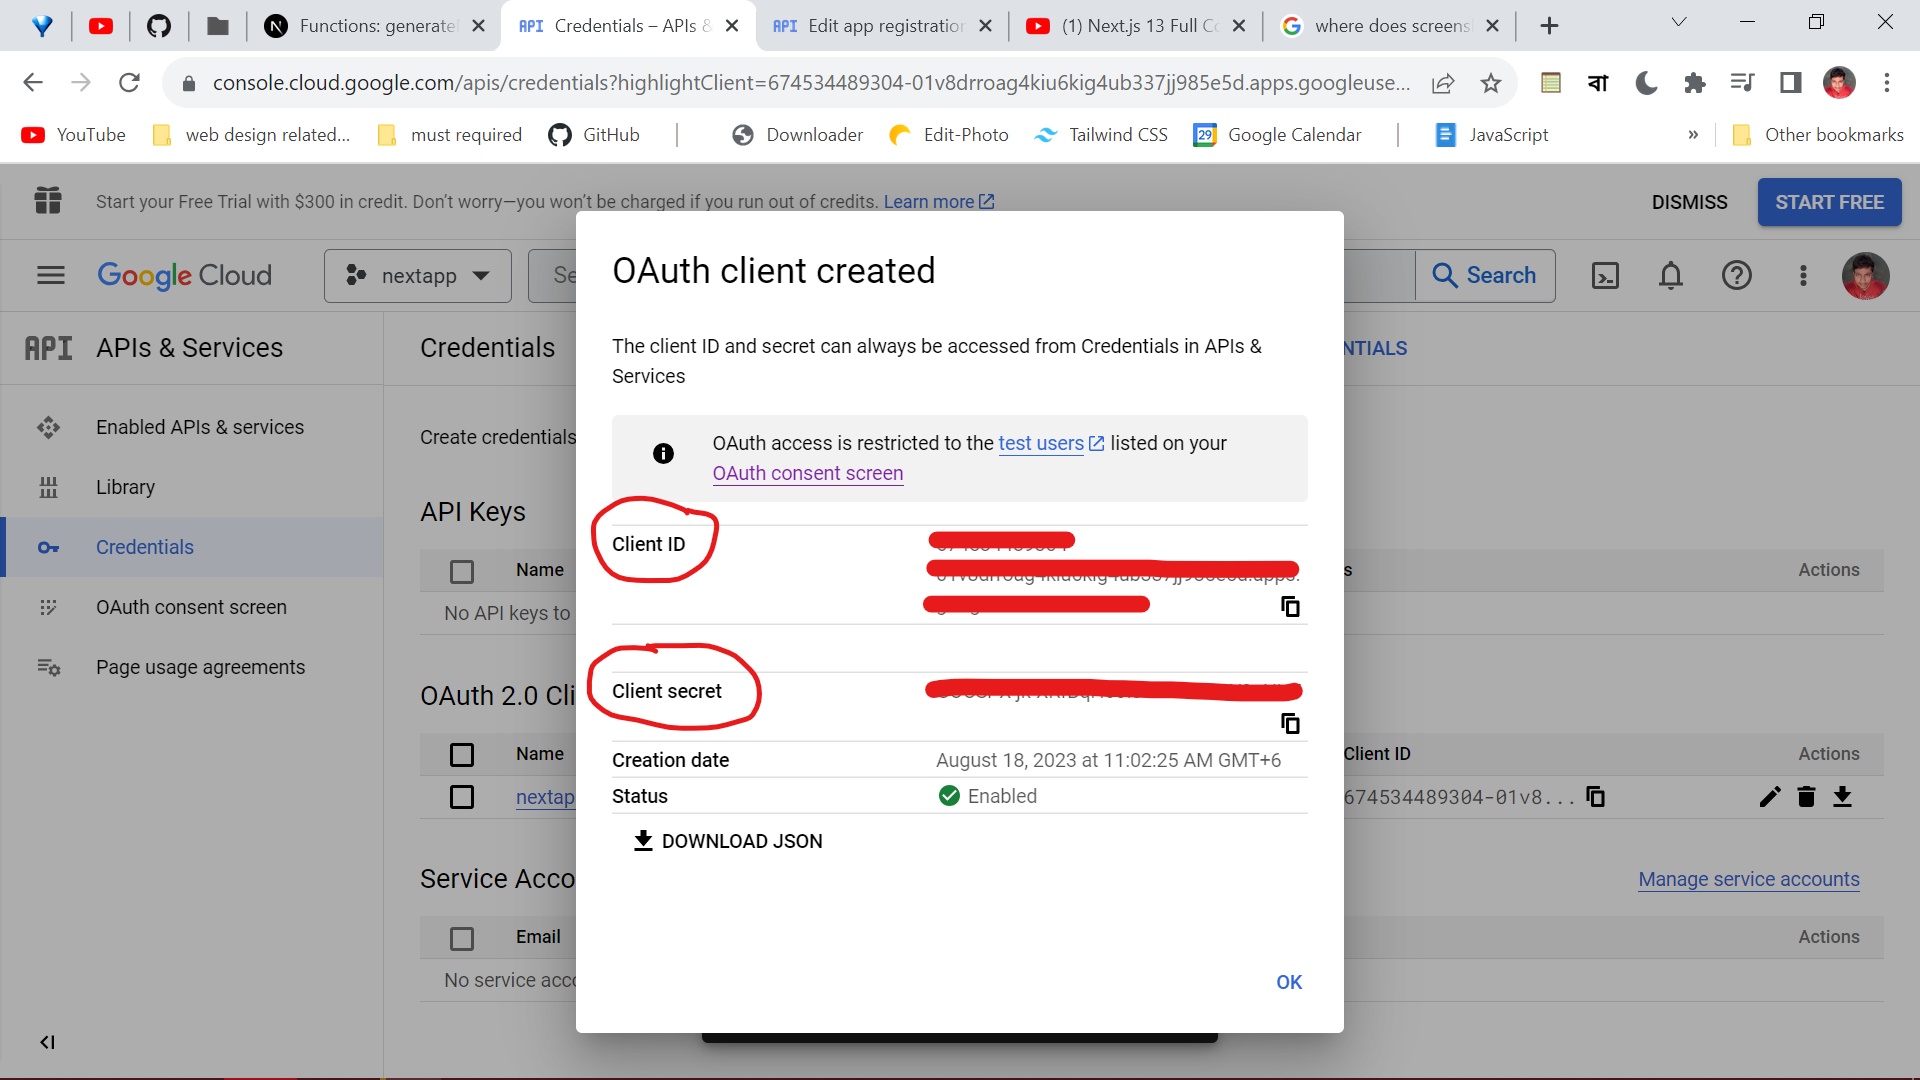 Functions: generate
Credentials – APIs &
Edit app registration
(1) Next.js 13 Full Co
where does screens
console.cloud.google.com/apis/credentials?highlightClient=674534489304-01v8drroag4kiu6kig4ub337jj985e5d.apps.googleuse...
YouTube
web design related...
must required
GitHub
Downloader
Edit-Photo
Tailwind CSS
29
Google Calendar
JavaScript
»
Other bookmarks
Start your Free Trial with $300 in credit. Don't worry—you won't be charged if you run out of credits. Learn more
DISMISS
START FREE
Google Cloud
nextapp
Se
Search
API APIs & Services
Credentials
NTIALS
Enabled APIs & services
Library
Credentials
OAuth consent screen
Page usage agreements
Create credentials
API Keys
Name
s
Actions
No API keys to
OAuth 2.0 Cli
Name
Client ID
Actions
nextap
674534489304-01v8...
Service Acco
Manage service accounts
Email
Actions
No service acc
OAuth client created
The client ID and secret can always be accessed from Credentials in APIs &
Services
OAuth access is restricted to the test users listed on your
OAuth consent screen
Client ID
Client secret
Creation date
August 18, 2023 at 11:02:25 AM GMT+6
Status
Enabled
DOWNLOAD JSON
OK